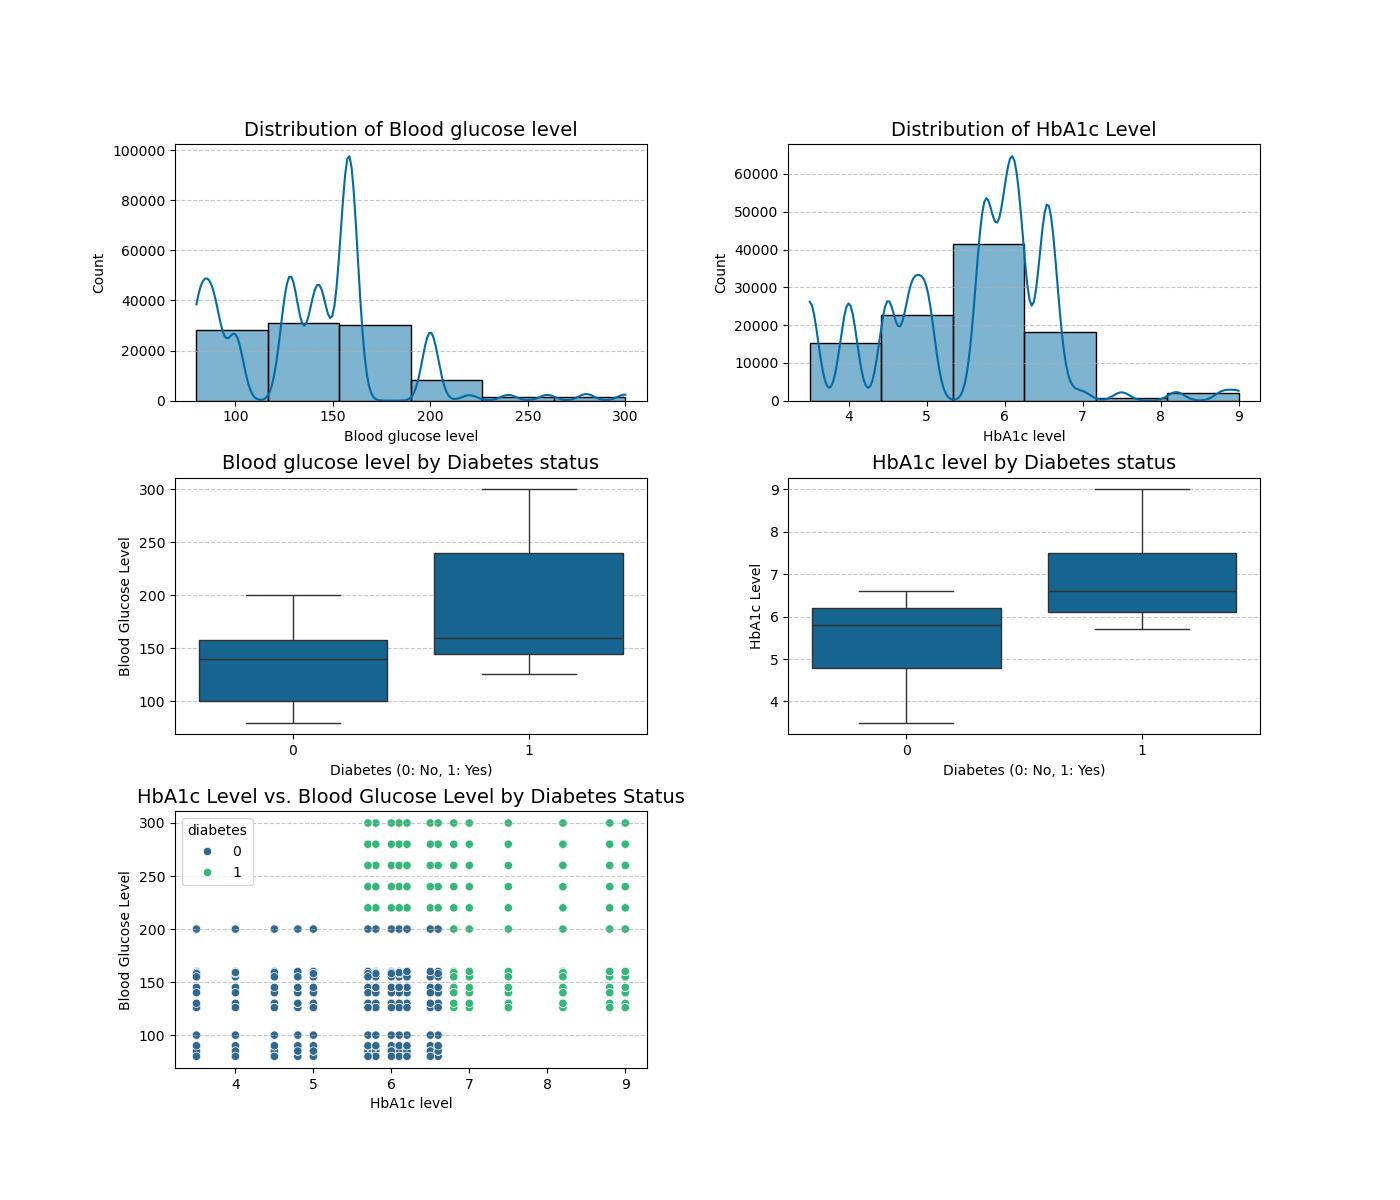 Distribution of Blood glucose level
100000
80000
60000
40000
20000
0
Count
100 150 200 250 300
Blood glucose level
Distribution of HbA1c Level
60000
50000
40000
30000
20000
10000
0
Count
4 5 6 7 8 9
HbA1c level
Blood glucose level by Diabetes status
300
250
200
150
100
Blood Glucose Level
0 1
Diabetes (0: No, 1: Yes)
HbA1c level by Diabetes status
9
8
7
6
5
4
HbA1c Level
0 1
Diabetes (0: No, 1: Yes)
HbA1c Level vs. Blood Glucose Level by Diabetes Status
300
250
200
150
100
Blood Glucose Level
diabetes
0
1
4 5 6 7 8 9
HbA1c level